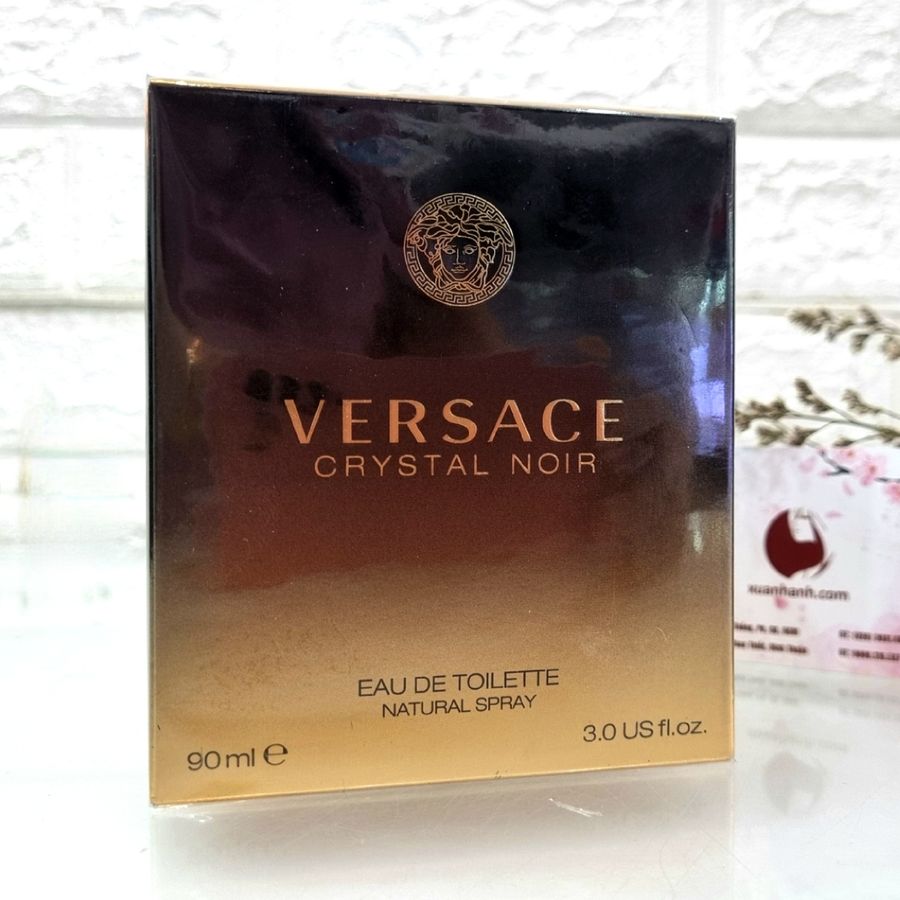 VERSACE
CRYSTAL NOIR
EAU DE TOILETTE
NATURAL SPRAY
90 ml ℮
3.0 US fl.oz.
xuanhanh.com